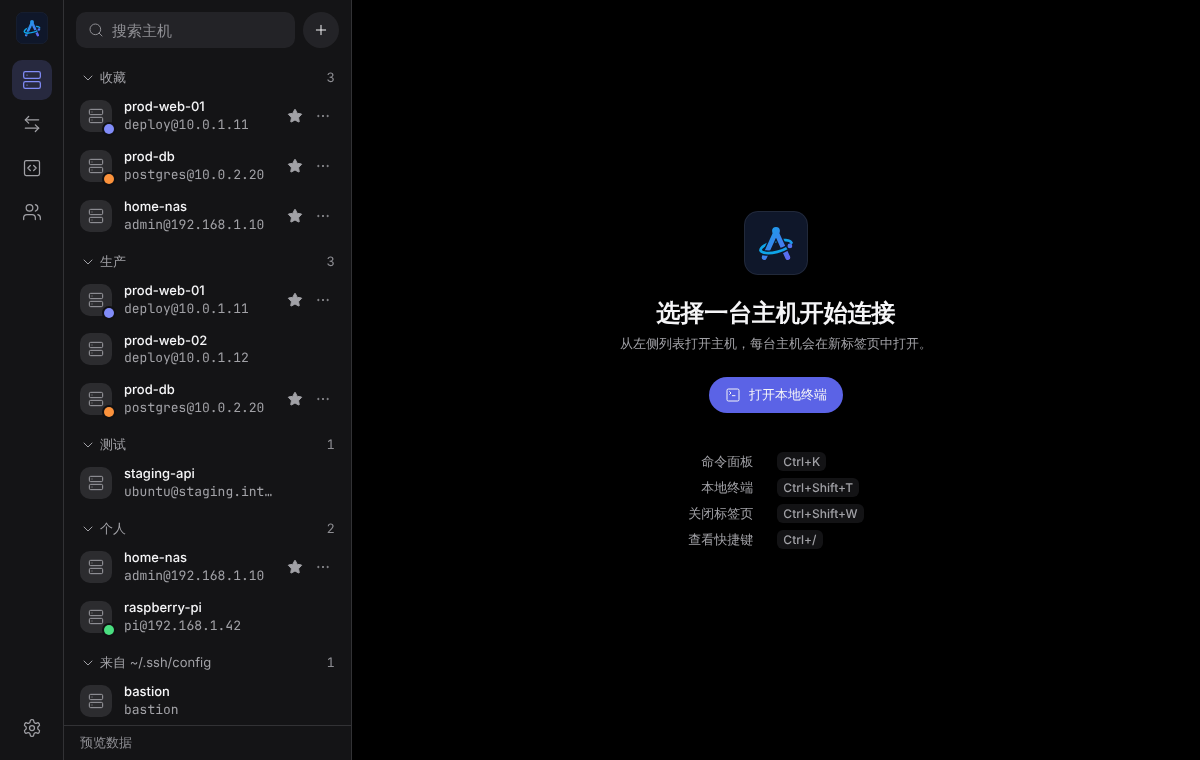 搜索主机
收藏 3
prod-web-01
deploy@10.0.1.11
prod-db
postgres@10.0.2.20
home-nas
admin@192.168.1.10
生产 3
prod-web-01
deploy@10.0.1.11
prod-web-02
deploy@10.0.1.12
prod-db
postgres@10.0.2.20
测试 1
staging-api
ubuntu@staging.int…
个人 2
home-nas
admin@192.168.1.10
raspberry-pi
pi@192.168.1.42
来自 ~/.ssh/config 1
bastion
bastion
预览数据
选择一台主机开始连接
从左侧列表打开主机，每台主机会在新标签页中打开。
打开本地终端
命令面板 Ctrl+K
本地终端 Ctrl+Shift+T
关闭标签页 Ctrl+Shift+W
查看快捷键 Ctrl+/